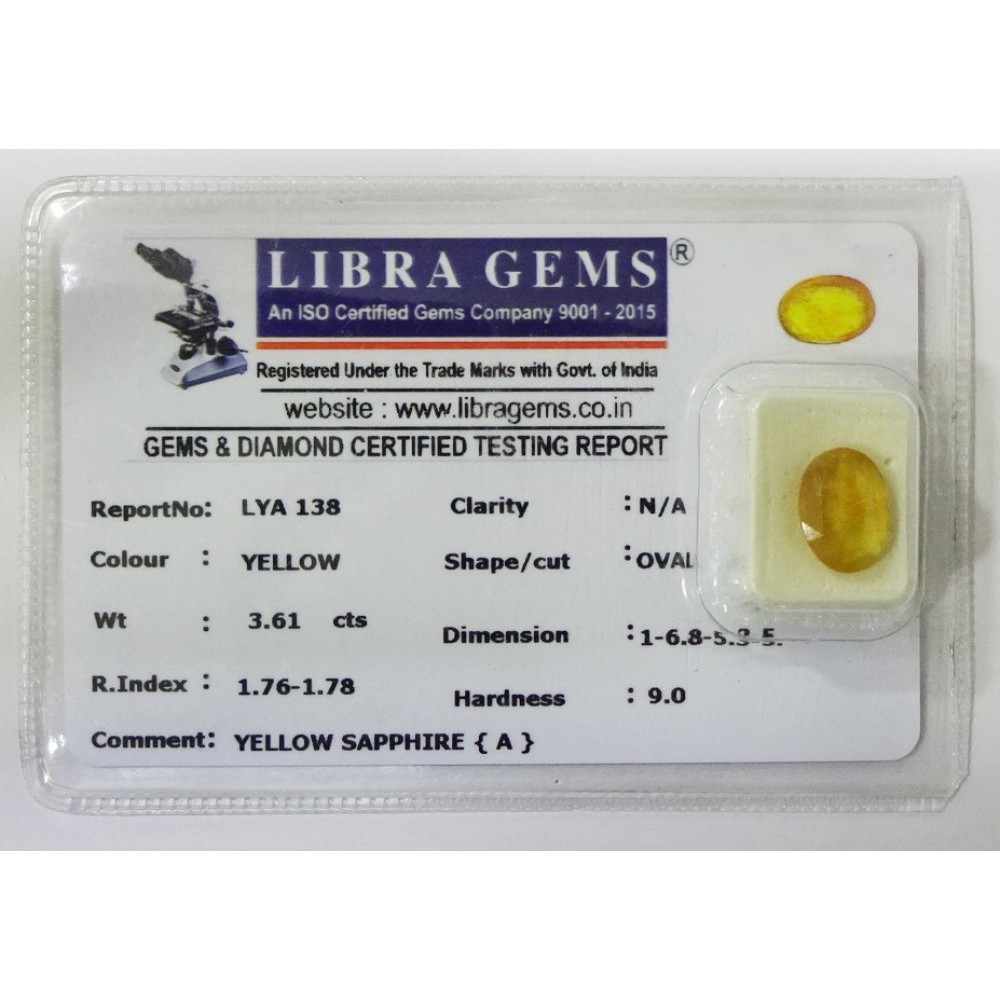 LIBRA GEMS ®
An ISO Certified Gems Company 9001 - 2015
Registered Under the Trade Marks with Govt. of India
website : www.libragems.co.in
GEMS & DIAMOND CERTIFIED TESTING REPORT
ReportNo: LYA 138 Clarity : N/A
Colour : YELLOW Shape/cut : OVAL
Wt : 3.61 cts Dimension :
R.Index : 1.76-1.78 Hardness : 9.0
Comment: YELLOW SAPPHIRE { A }